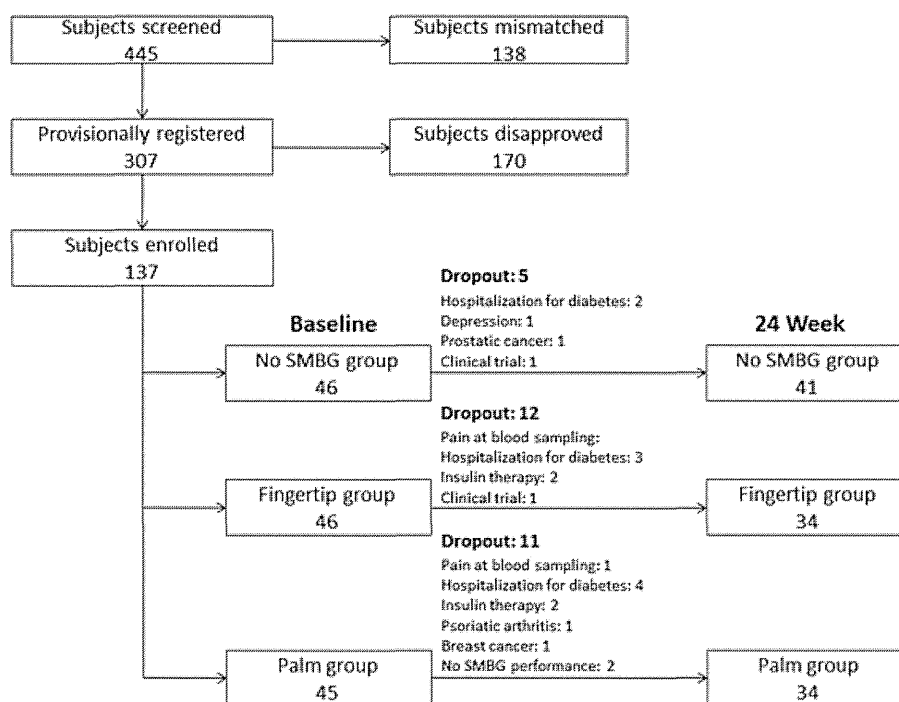 Subjects screened
445
Subjects mismatched
138
Provisionally registered
307
Subjects disapproved
170
Subjects enrolled
137
Baseline
24 Week
Dropout: 5
Hospitalization for diabetes: 2
Depression: 1
Prostatic cancer: 1
Clinical trial: 1
No SMBG group
46
No SMBG group
41
Dropout: 12
Pain at blood sampling:
Hospitalization for diabetes: 3
Insulin therapy: 2
Clinical trial: 1
Fingertip group
46
Fingertip group
34
Dropout: 11
Pain at blood sampling: 1
Hospitalization for diabetes: 4
Insulin therapy: 2
Psoriatic arthritis: 1
Breast cancer: 1
No SMBG performance: 2
Palm group
45
Palm group
34